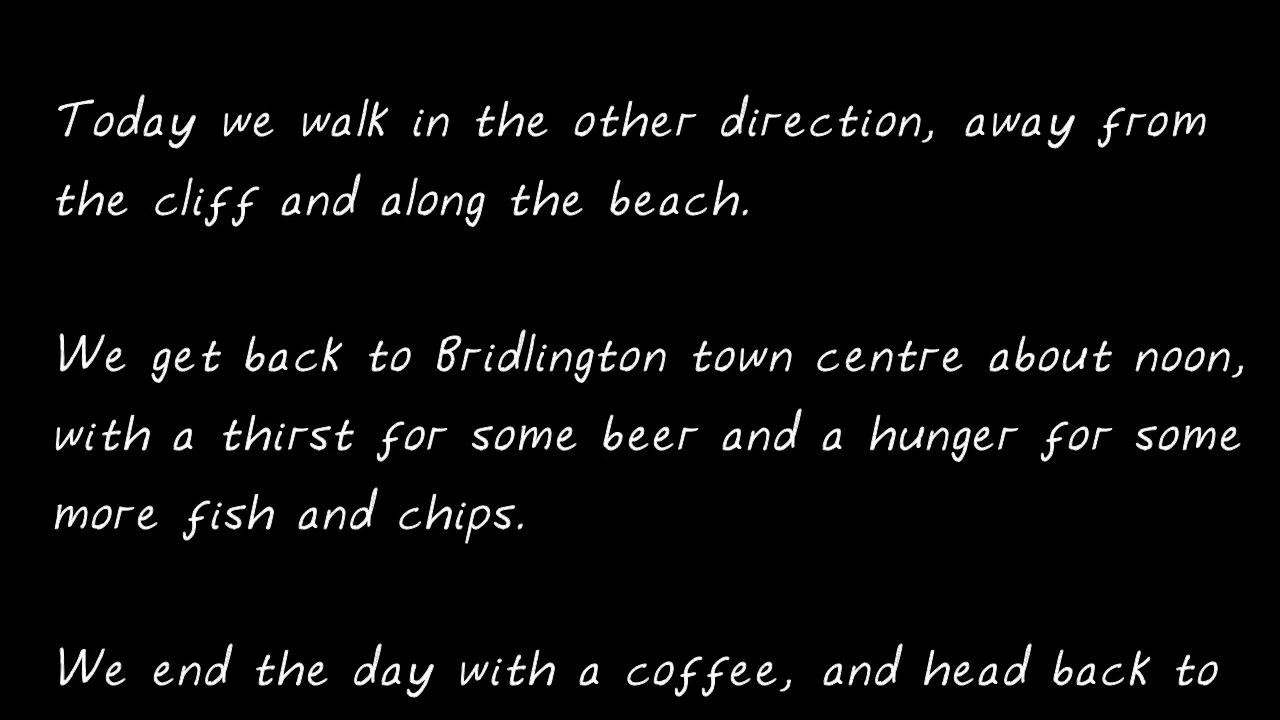 Today we walk in the other direction, away from
the cliff and along the beach.
We get back to Bridlington town centre about noon,
with a thirst for some beer and a hunger for some
more fish and chips.
We end the day with a coffee, and head back to